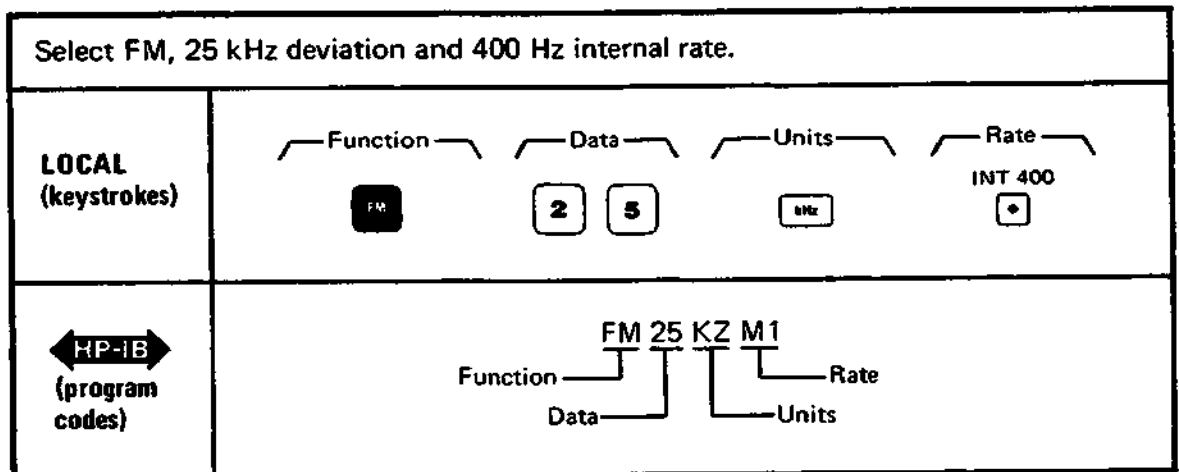 Select FM, 25 kHz deviation and 400 Hz internal rate.
LOCAL
(keystrokes)
Function Data Units Rate
INT 400
FM 2 5 kHz
HP-IB
(program
codes)
FM 25 KZ M1
Function Rate
Data Units